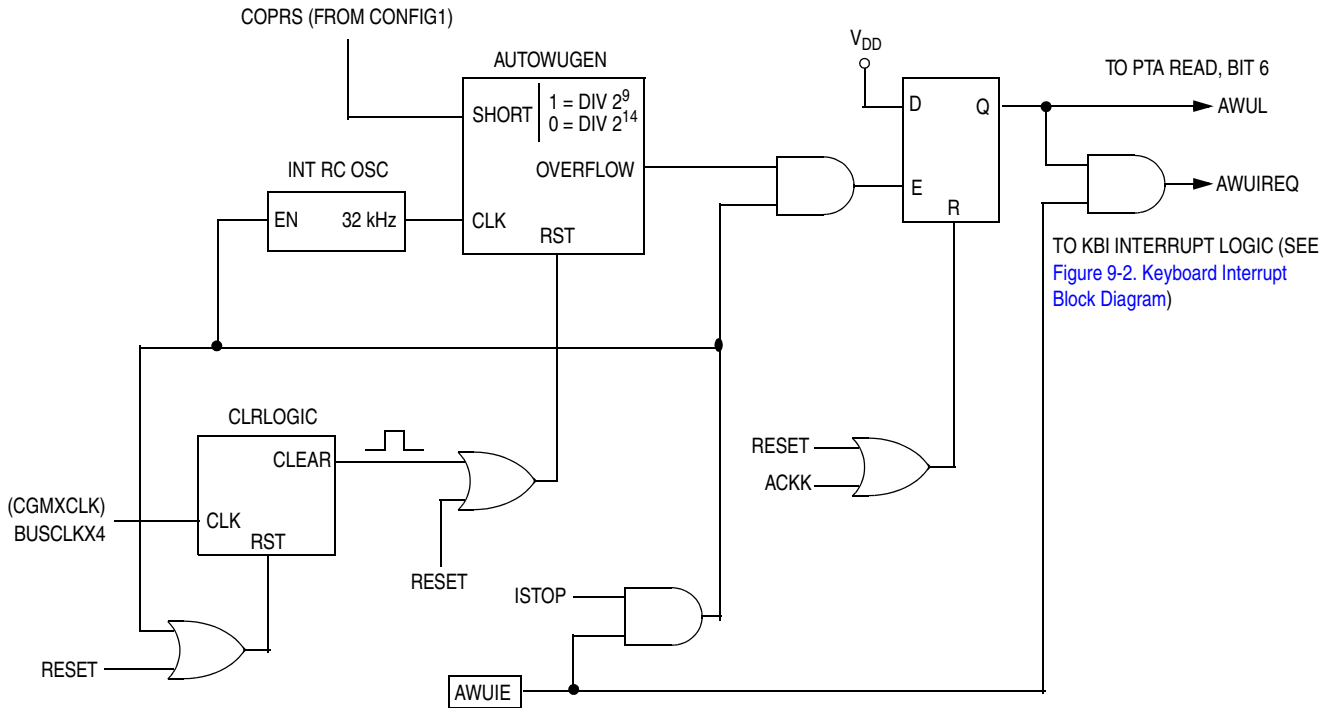 COPRS (FROM CONFIG1)
AUTOWUGEN
SHORT
1 = DIV 2⁹
0 = DIV 2¹⁴
OVERFLOW
CLK
RST
INT RC OSC
EN 32 kHz
V_DD
D
Q
E
R
TO PTA READ, BIT 6
AWUL
AWUIREQ
TO KBI INTERRUPT LOGIC (SEE
Figure 9-2. Keyboard Interrupt
Block Diagram)
CLRLOGIC
CLEAR
(CGMXCLK)
BUSCLKX4
CLK
RST
RESET
RESET
ACKK
ISTOP
RESET
AWUIE